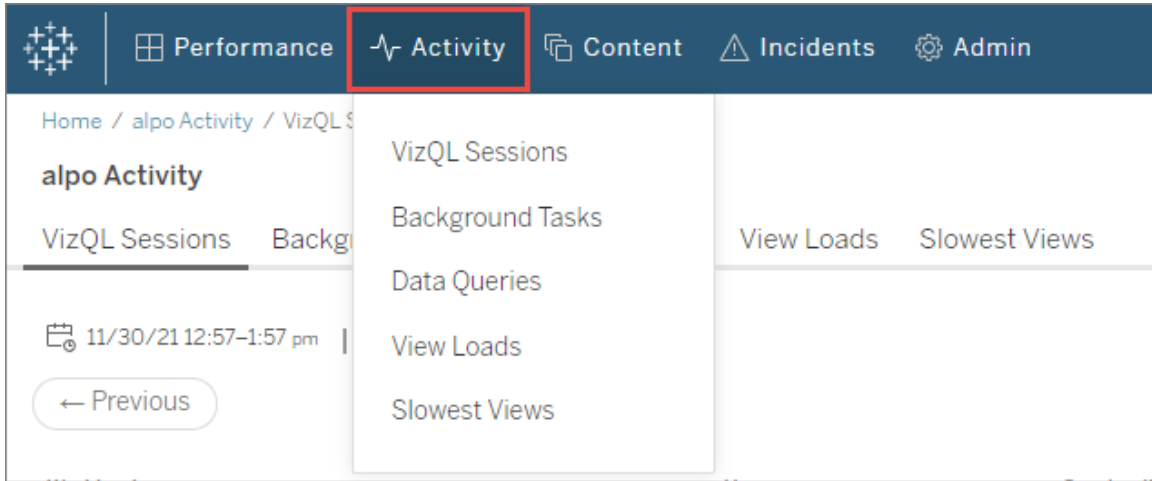 Performance Activity Content Incidents Admin
Home / alpo Activity / VizQL
alpo Activity
VizQL Sessions
Background Tasks
Data Queries
View Loads
Slowest Views
VizQL Sessions Backg View Loads Slowest Views
11/30/21 12:57–1:57 pm |
← Previous